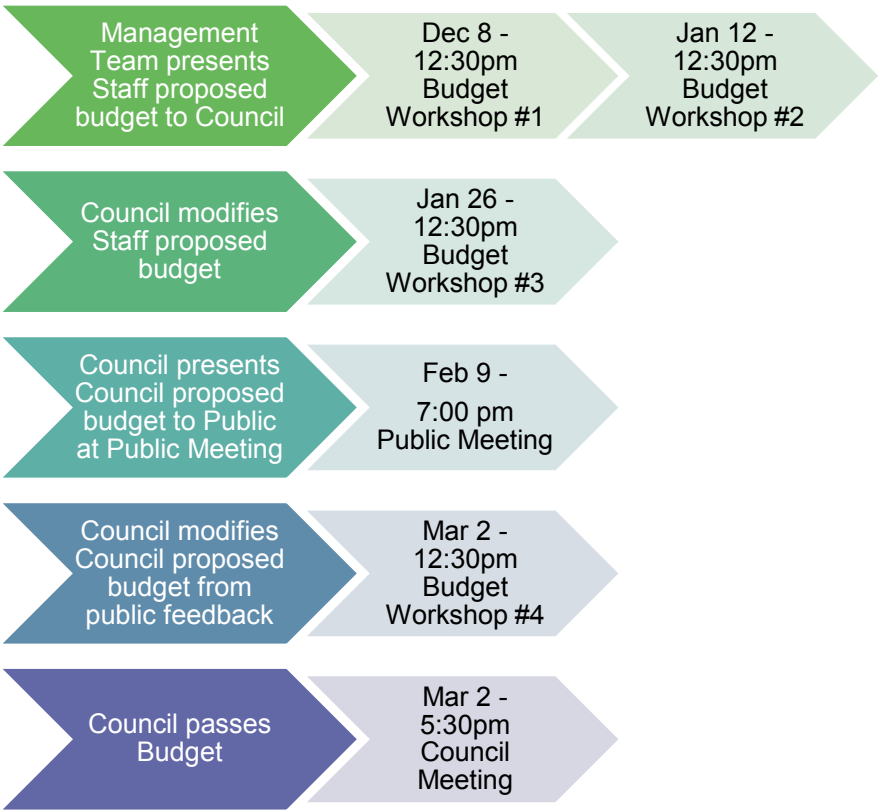 Management
Team presents
Staff proposed
budget to Council
Dec 8 -
12:30pm
Budget
Workshop #1
Jan 12 -
12:30pm
Budget
Workshop #2
Council modifies
Staff proposed
budget
Jan 26 -
12:30pm
Budget
Workshop #3
Council presents
Council proposed
budget to Public
at Public Meeting
Feb 9 -
7:00 pm
Public Meeting
Council modifies
Council proposed
budget from
public feedback
Mar 2 -
12:30pm
Budget
Workshop #4
Council passes
Budget
Mar 2 -
5:30pm
Council
Meeting